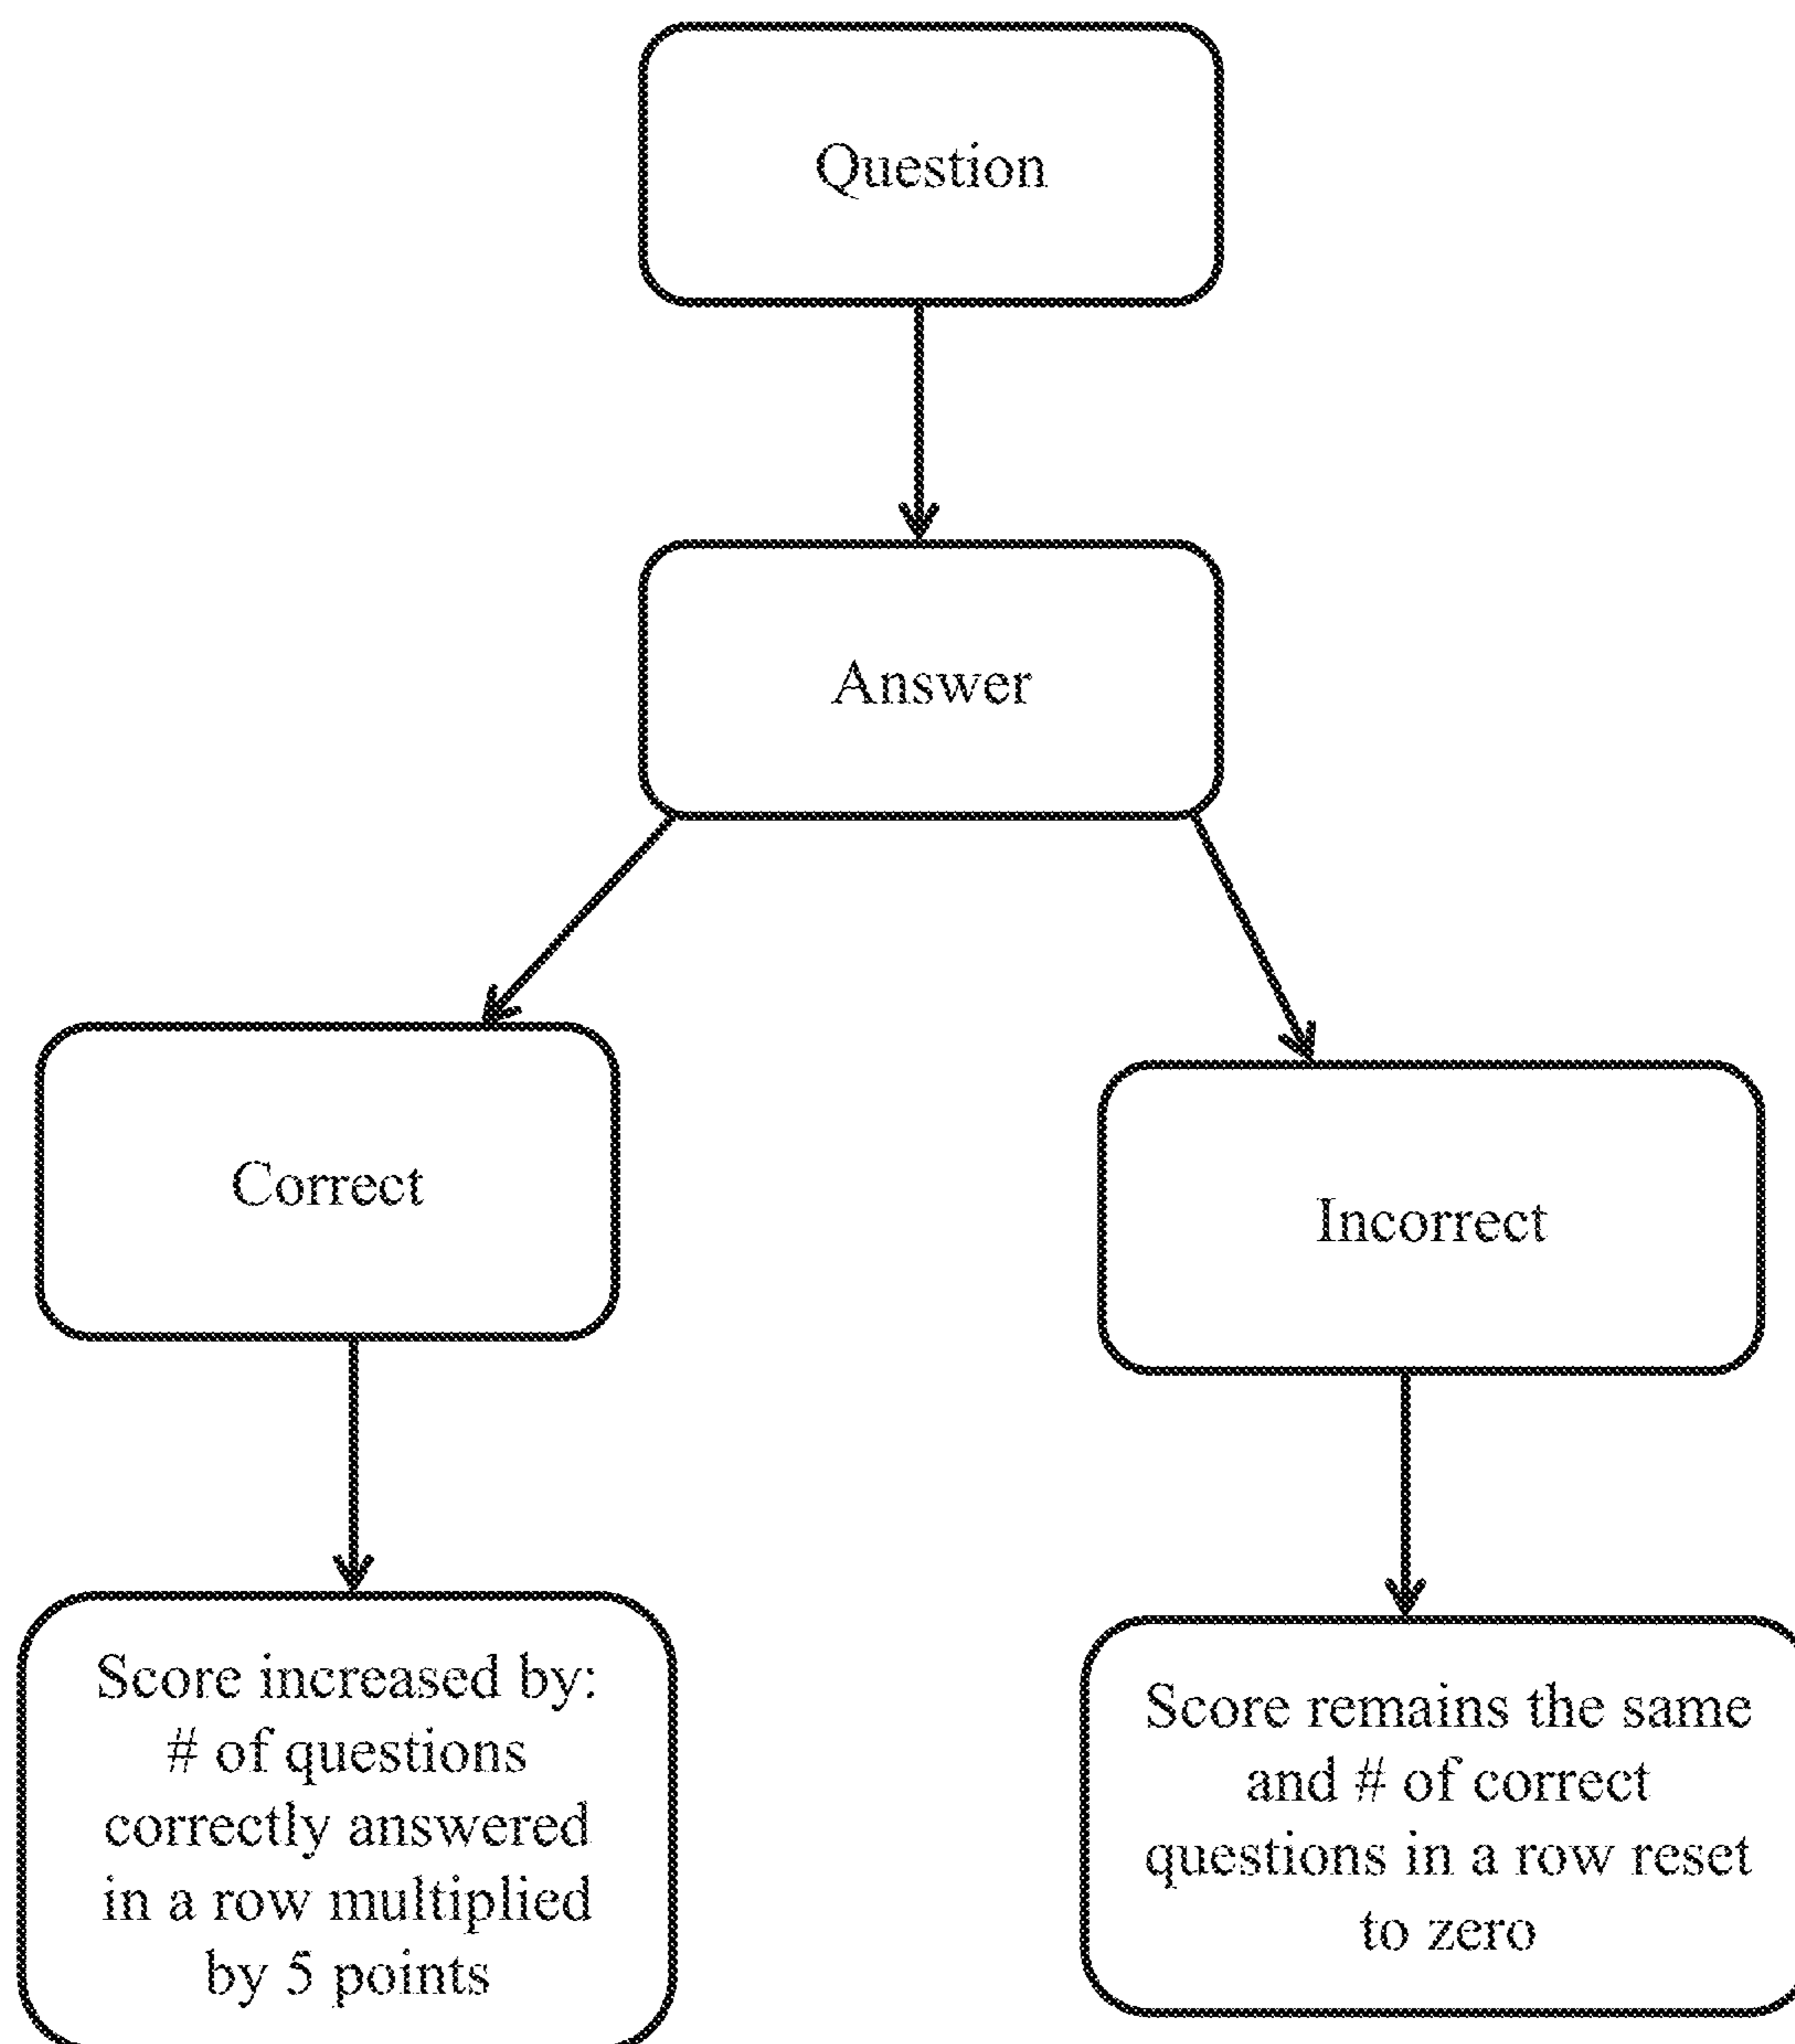 Question
Answer
Correct
Incorrect
Score increased by:
# of questions
correctly answered
in a row multiplied
by 5 points
Score remains the same
and # of correct
questions in a row reset
to zero